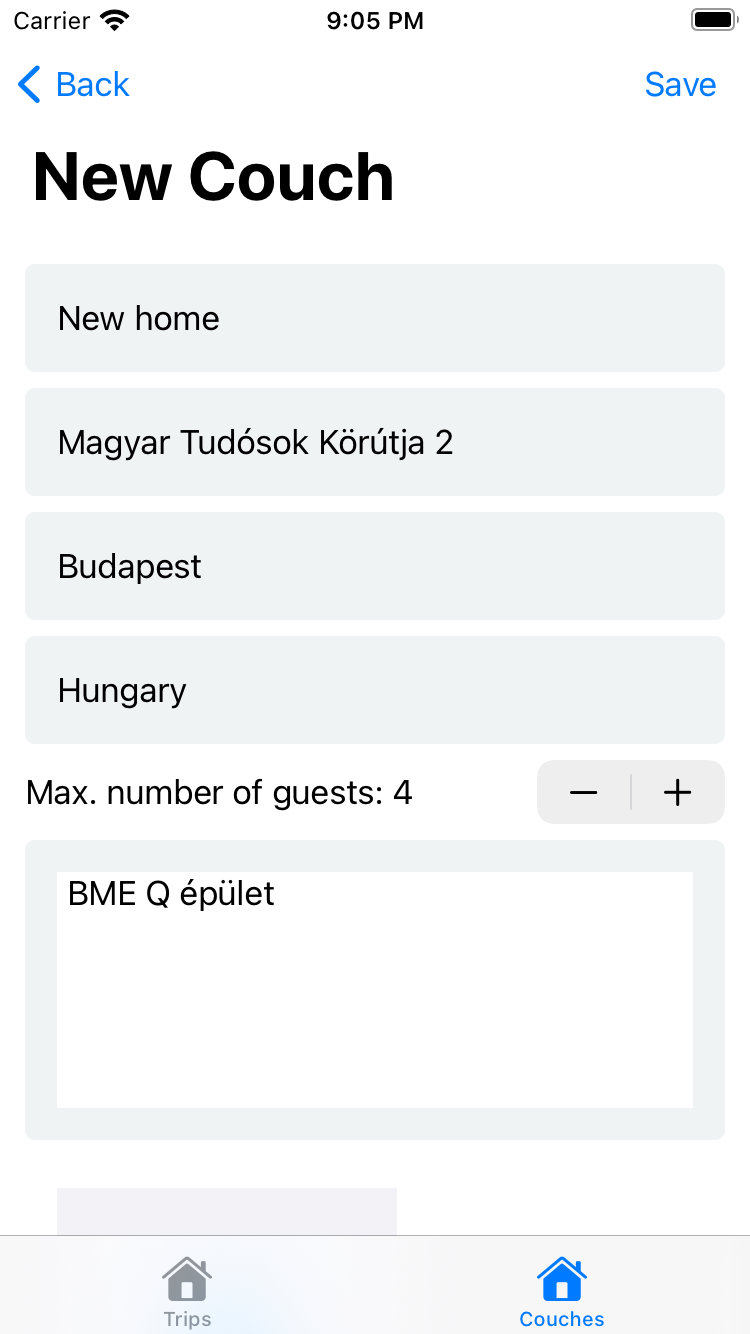 Carrier 9:05 PM
Back Save
New Couch
New home
Magyar Tudósok Körútja 2
Budapest
Hungary
Max. number of guests: 4
BME Q épület
Trips Couches